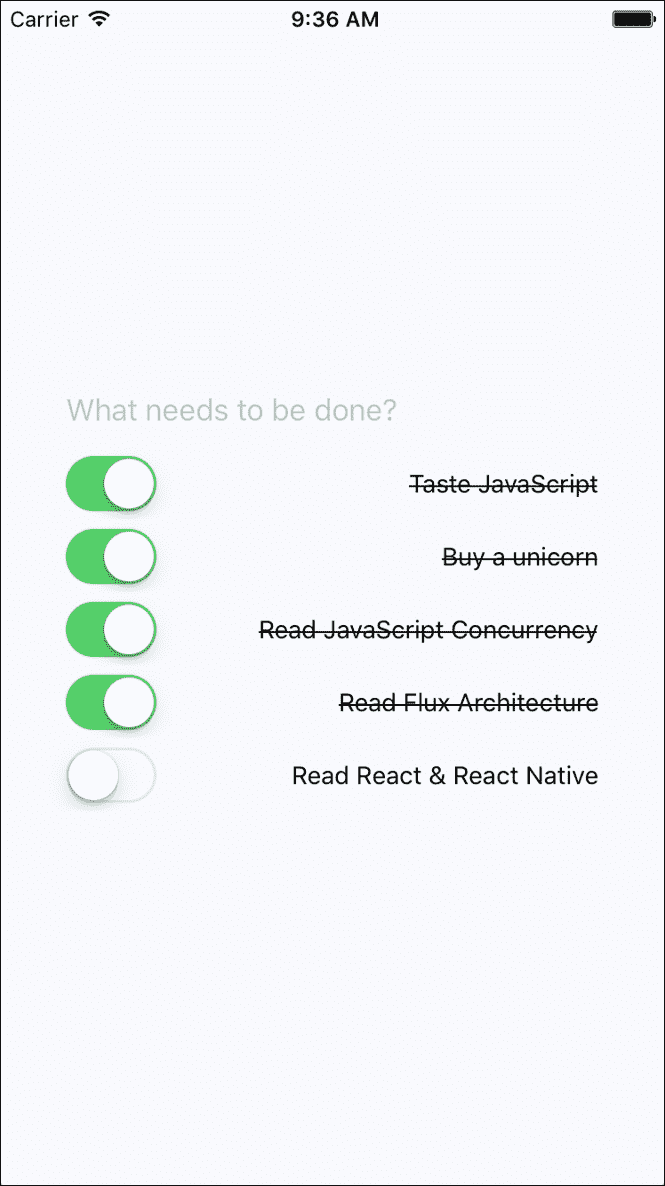 Carrier 9:36 AM
What needs to be done?
Taste JavaScript
Buy a unicorn
Read JavaScript Concurrency
Read Flux Architecture
Read React & React Native